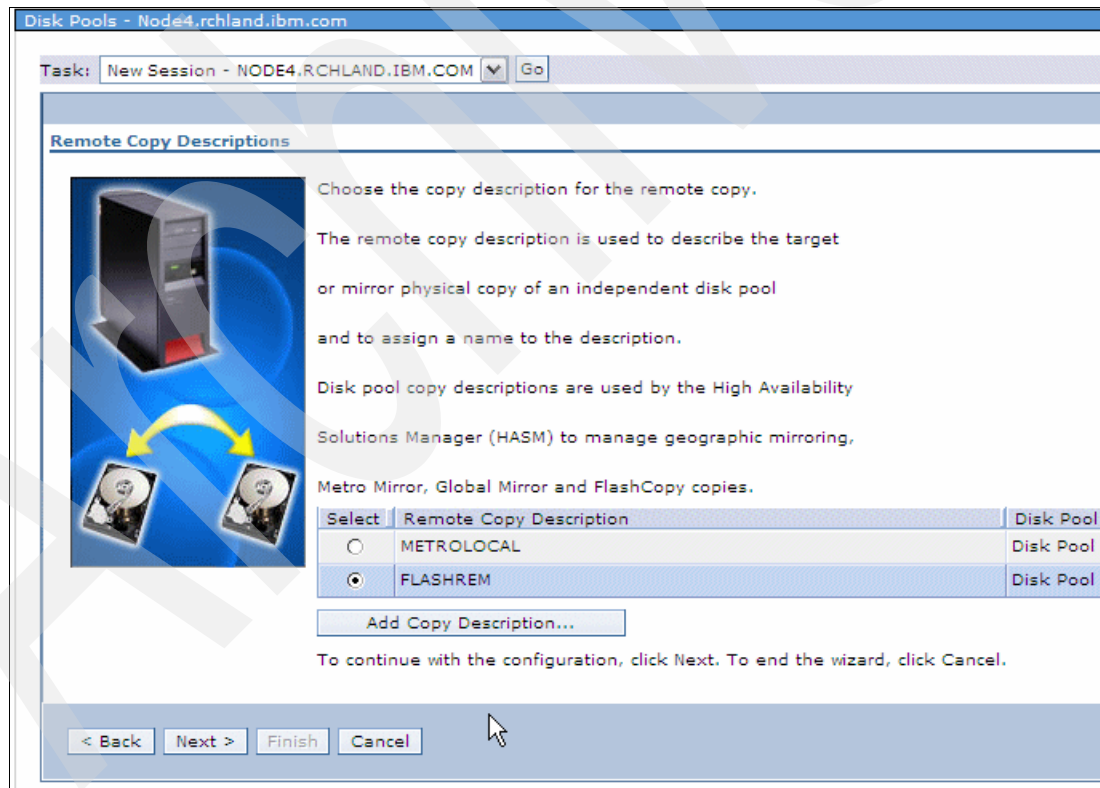 Disk Pools - Node4.rchland.ibm.com
Task: New Session - NODE4.RCHLAND.IBM.COM Go
Remote Copy Descriptions
Choose the copy description for the remote copy.
The remote copy description is used to describe the target
or mirror physical copy of an independent disk pool
and to assign a name to the description.
Disk pool copy descriptions are used by the High Availability
Solutions Manager (HASM) to manage geographic mirroring,
Metro Mirror, Global Mirror and FlashCopy copies.
Select Remote Copy Description Disk Pool
METROLOCAL Disk Pool
FLASHREM Disk Pool
Add Copy Description...
To continue with the configuration, click Next. To end the wizard, click Cancel.
< Back Next > Finish Cancel